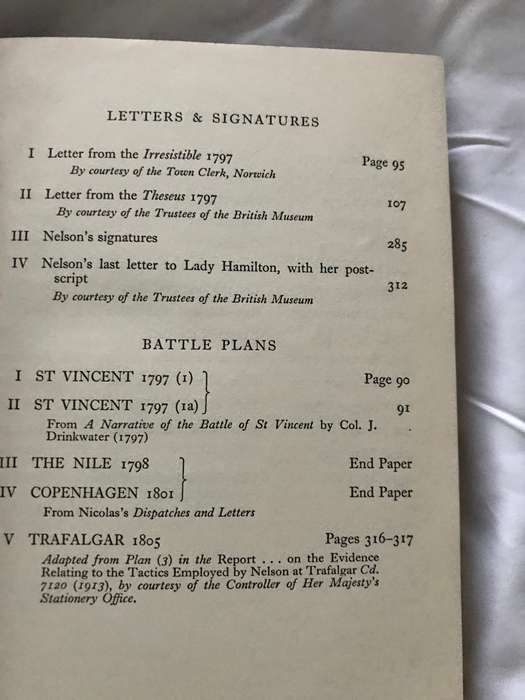 LETTERS & SIGNATURES
I Letter from the Irresistible 1797 Page 95
By courtesy of the Town Clerk, Norwich
II Letter from the Theseus 1797 107
By courtesy of the Trustees of the British Museum
III Nelson's signatures 285
IV Nelson's last letter to Lady Hamilton, with her post-
script 312
By courtesy of the Trustees of the British Museum
BATTLE PLANS
I ST VINCENT 1797 (1) Page 90
II ST VINCENT 1797 (1a) 91
From A Narrative of the Battle of St Vincent by Col. J.
Drinkwater (1797)
III THE NILE 1798 End Paper
IV COPENHAGEN 1801 End Paper
From Nicolas's Dispatches and Letters
V TRAFALGAR 1805 Pages 316–317
Adapted from Plan (3) in the Report . . . on the Evidence
Relating to the Tactics Employed by Nelson at Trafalgar Cd.
7120 (1913), by courtesy of the Controller of Her Majesty's
Stationery Office.